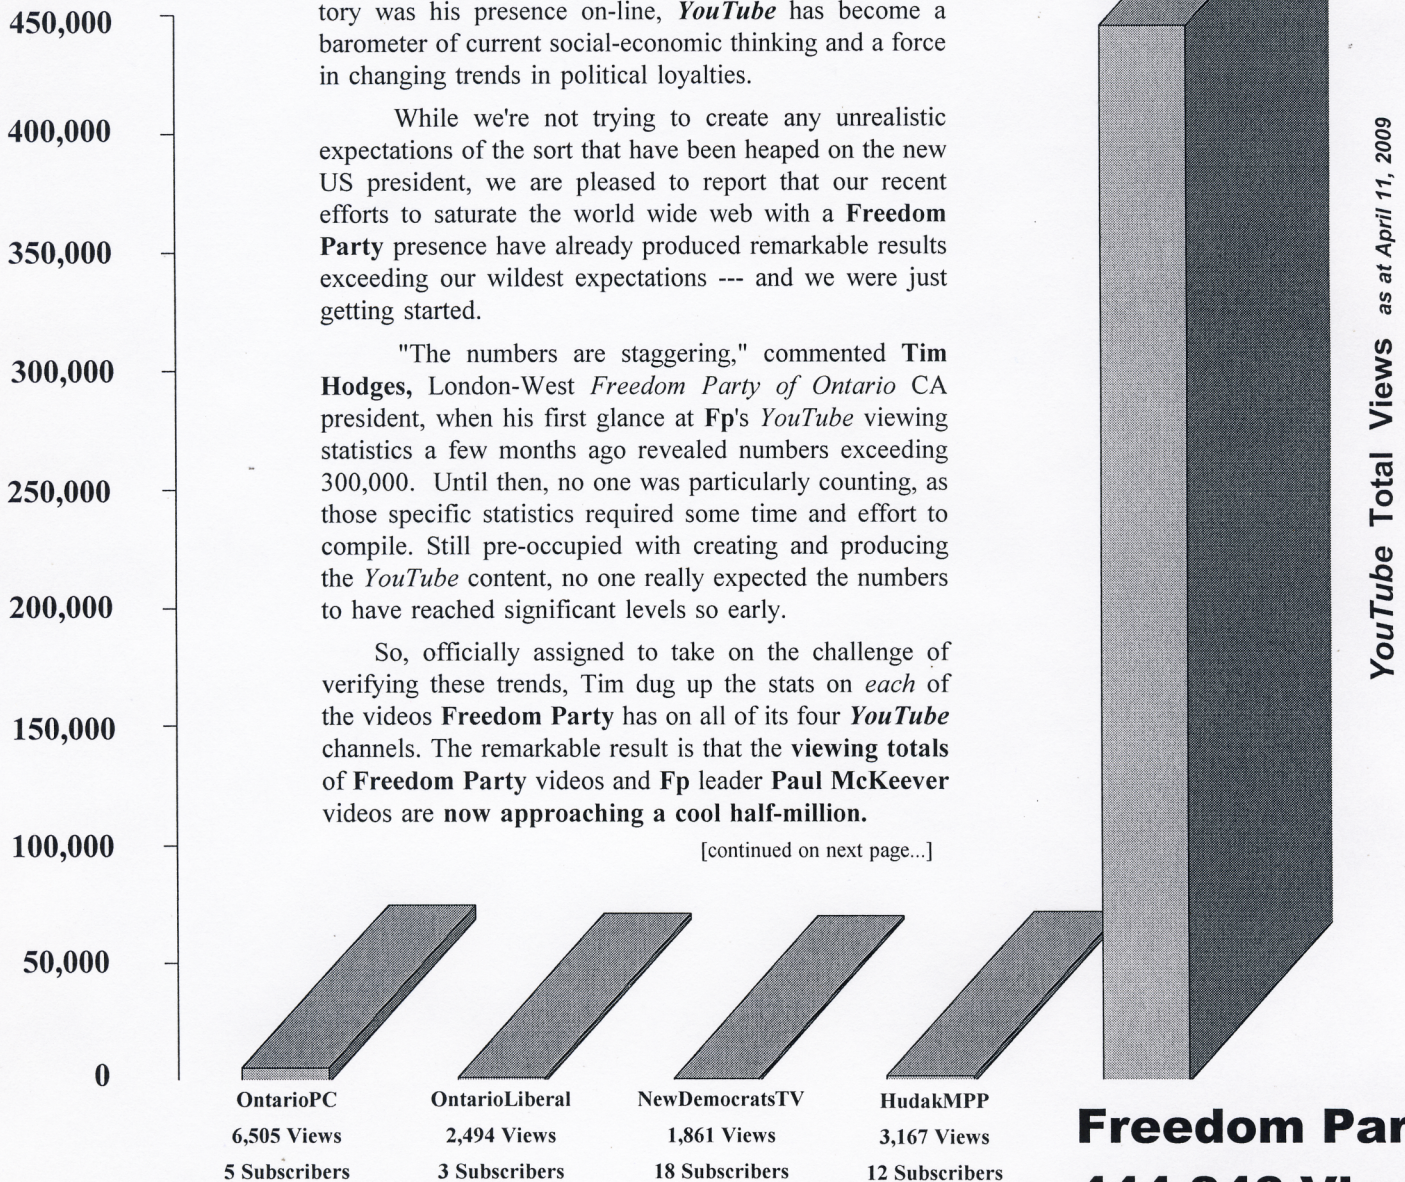 450,000
400,000
350,000
300,000
250,000
200,000
150,000
100,000
50,000
0
tory was his presence on-line, YouTube has become a
barometer of current social-economic thinking and a force
in changing trends in political loyalties.
While we're not trying to create any unrealistic
expectations of the sort that have been heaped on the new
US president, we are pleased to report that our recent
efforts to saturate the world wide web with a Freedom
Party presence have already produced remarkable results
exceeding our wildest expectations --- and we were just
getting started.
"The numbers are staggering," commented Tim
Hodges, London-West Freedom Party of Ontario CA
president, when his first glance at Fp's YouTube viewing
statistics a few months ago revealed numbers exceeding
300,000. Until then, no one was particularly counting, as
those specific statistics required some time and effort to
compile. Still pre-occupied with creating and producing
the YouTube content, no one really expected the numbers
to have reached significant levels so early.
So, officially assigned to take on the challenge of
verifying these trends, Tim dug up the stats on each of
the videos Freedom Party has on all of its four YouTube
channels. The remarkable result is that the viewing totals
of Freedom Party videos and Fp leader Paul McKeever
videos are now approaching a cool half-million.
[continued on next page...]
YouTube Total Views as at April 11, 2009
OntarioPC
6,505 Views
5 Subscribers
OntarioLiberal
2,494 Views
3 Subscribers
NewDemocratsTV
1,861 Views
18 Subscribers
HudakMPP
3,167 Views
12 Subscribers
Freedom Par